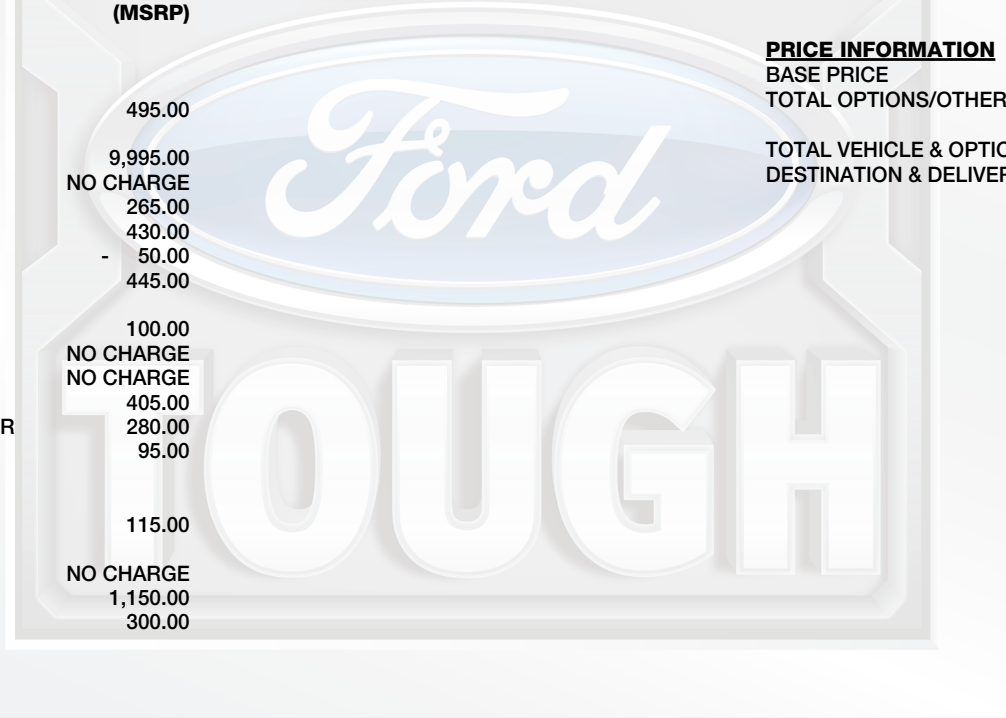 (MSRP)
495.00
9,995.00
NO CHARGE
265.00
430.00
- 50.00
445.00
100.00
NO CHARGE
NO CHARGE
405.00
R 280.00
95.00
115.00
NO CHARGE
1,150.00
300.00
PRICE INFORMATION
BASE PRICE
TOTAL OPTIONS/OTHER
TOTAL VEHICLE & OPTIO
DESTINATION & DELIVER
Ford
TOUGH